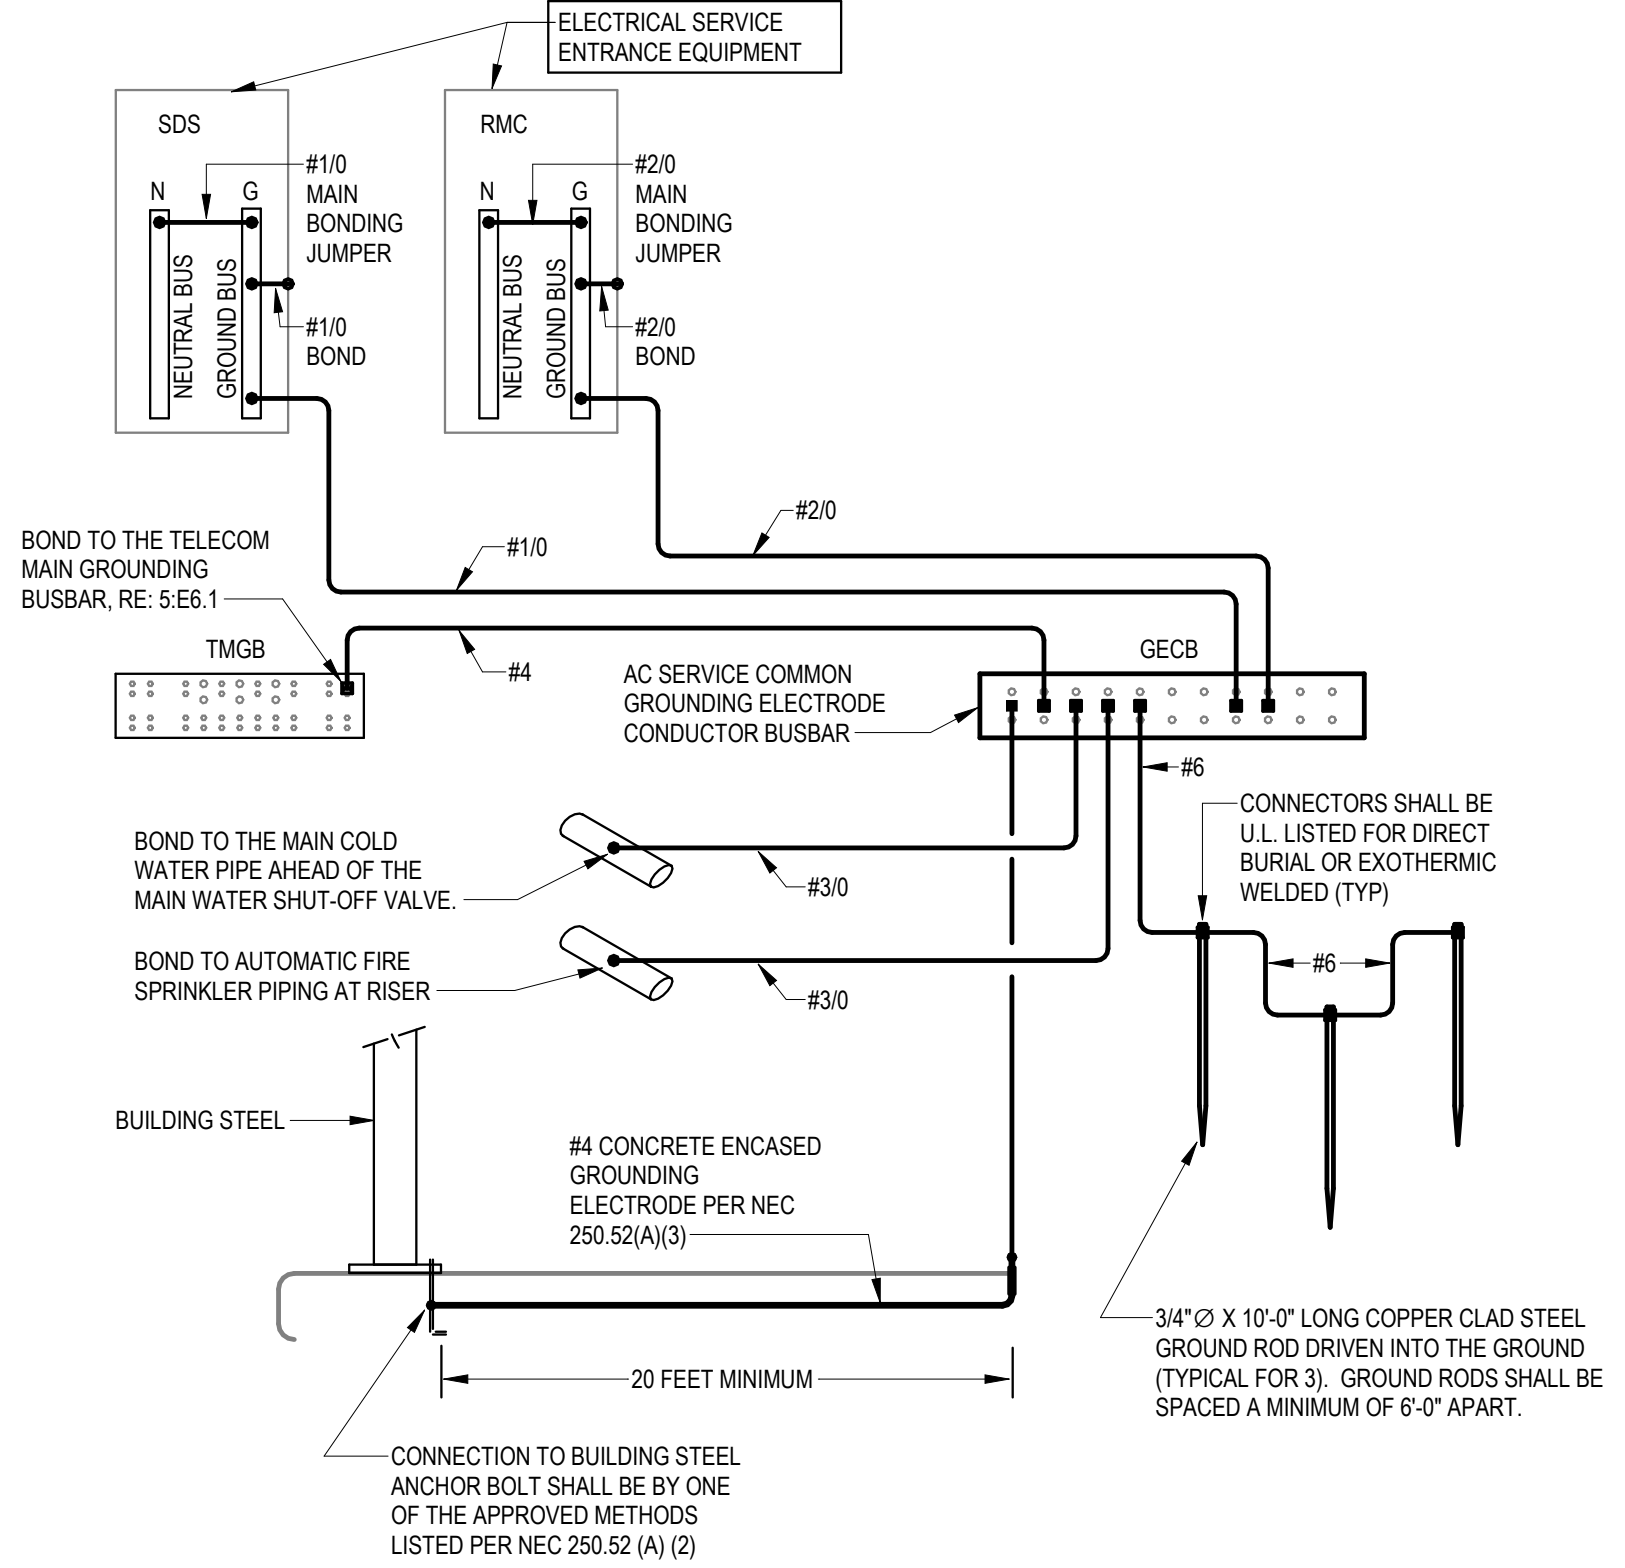 ELECTRICAL SERVICE
ENTRANCE EQUIPMENT
SDS
RMC
#1/0
MAIN
BONDING
JUMPER
#2/0
MAIN
BONDING
JUMPER
N
G
N
G
NEUTRAL BUS
GROUND BUS
NEUTRAL BUS
GROUND BUS
#1/0
BOND
#2/0
BOND
#2/0
#1/0
BOND TO THE TELECOM
MAIN GROUNDING
BUSBAR, RE: 5:E6.1
TMGB
#4
GECB
AC SERVICE COMMON
GROUNDING ELECTRODE
CONDUCTOR BUSBAR
#6
CONNECTORS SHALL BE
U.L. LISTED FOR DIRECT
BURIAL OR EXOTHERMIC
WELDED (TYP)
BOND TO THE MAIN COLD
WATER PIPE AHEAD OF THE
MAIN WATER SHUT-OFF VALVE.
#3/0
BOND TO AUTOMATIC FIRE
SPRINKLER PIPING AT RISER
#3/0
#6
BUILDING STEEL
#4 CONCRETE ENCASED
GROUNDING
ELECTRODE PER NEC
250.52(A)(3)
3/4"∅ X 10'-0" LONG COPPER CLAD STEEL
GROUND ROD DRIVEN INTO THE GROUND
(TYPICAL FOR 3). GROUND RODS SHALL BE
SPACED A MINIMUM OF 6'-0" APART.
20 FEET MINIMUM
CONNECTION TO BUILDING STEEL
ANCHOR BOLT SHALL BE BY ONE
OF THE APPROVED METHODS
LISTED PER NEC 250.52 (A) (2)